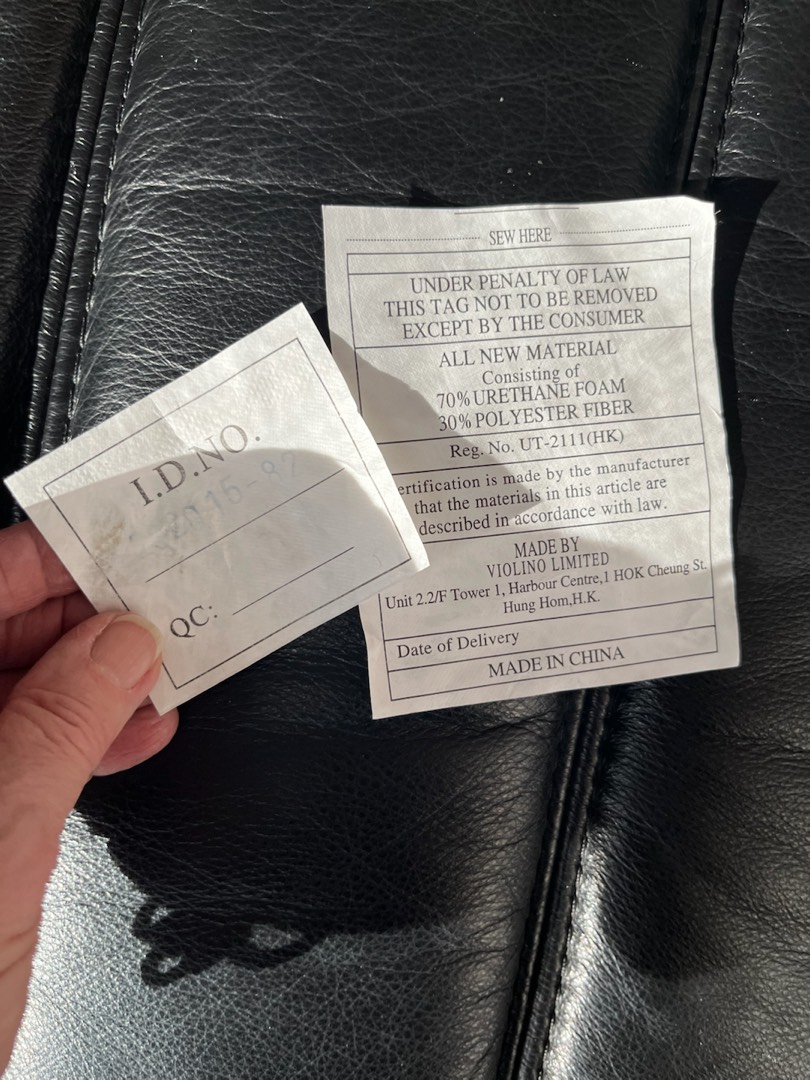 SEW HERE
UNDER PENALTY OF LAW
THIS TAG NOT TO BE REMOVED
EXCEPT BY THE CONSUMER
ALL NEW MATERIAL
Consisting of
70% URETHANE FOAM
30% POLYESTER FIBER
Reg. No. UT-2111(HK)
ertification is made by the manufacturer
that the materials in this article are
described in accordance with law.
MADE BY
VIOLINO LIMITED
Unit 2.2/F Tower 1, Harbour Centre,1 HOK Cheung St.
Hung Hom,H.K.
Date of Delivery
MADE IN CHINA
I.D.NO.
QC: